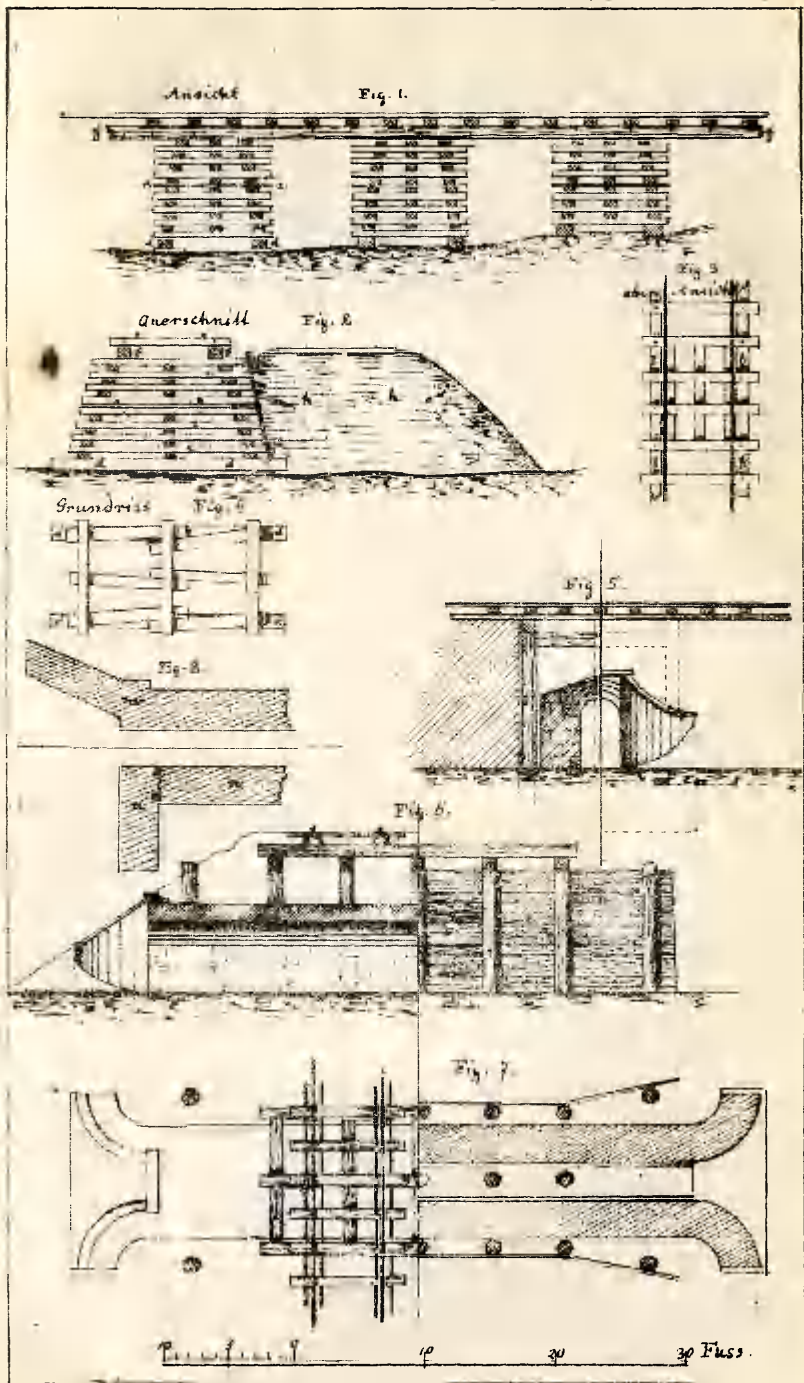 Ansicht Fig. 1.
Querschnitt Fig. 2
Fig 3
obere Ansicht
h h
Grundriss Fig. 4
Fig 5.
Fig. 8.
m
n
Fig. 6.
Fig. 7.
10 20 30 Fuss.